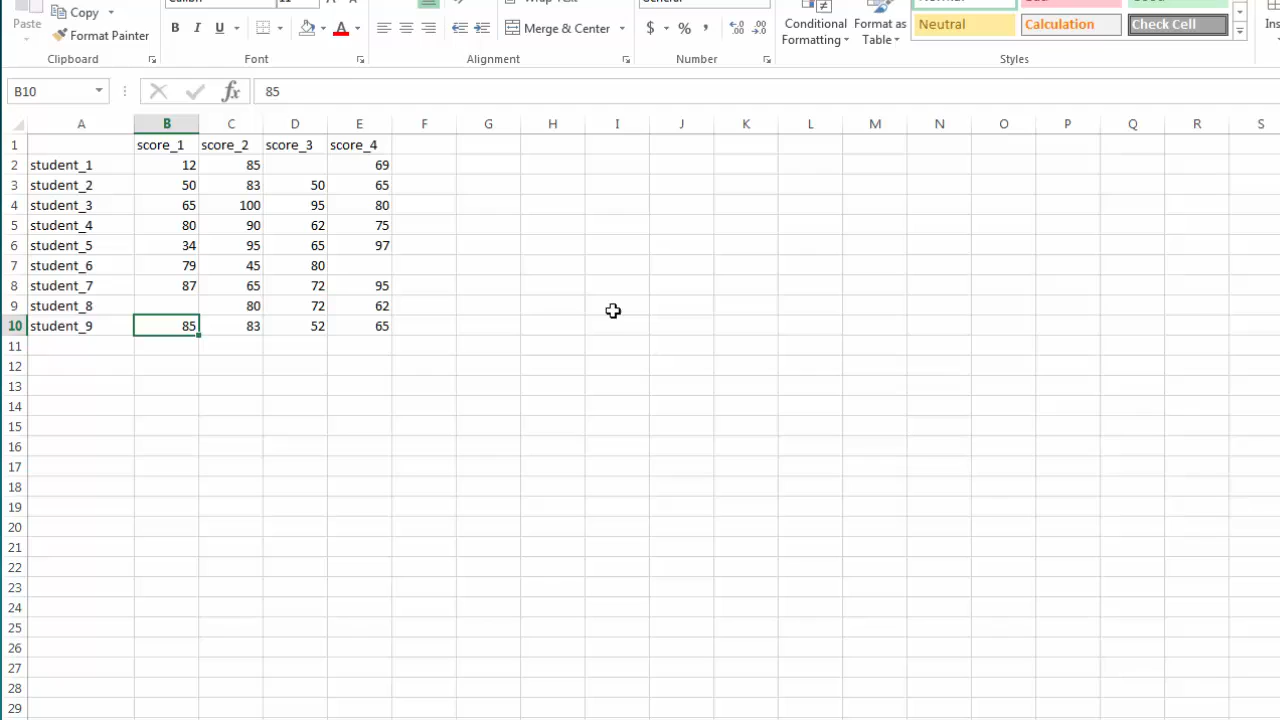 Paste Copy
Format Painter
B I U A
Merge & Center
$ % ,
Conditional Formatting
Format as Table
Neutral Calculation Check Cell
Clipboard Font Alignment Number Styles
B10 fx 85
A B C D E F G H I J K L M N O P Q R S
1 score_1 score_2 score_3 score_4
2 student_1 12 85 69
3 student_2 50 83 50 65
4 student_3 65 100 95 80
5 student_4 80 90 62 75
6 student_5 34 95 65 97
7 student_6 79 45 80
8 student_7 87 65 72 95
9 student_8 80 72 62
10 student_9 85 83 52 65
11
12
13
14
15
16
17
18
19
20
21
22
23
24
25
26
27
28
29